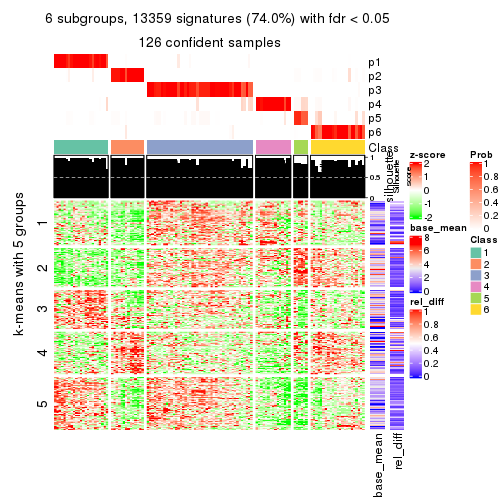 6 subgroups, 13359 signatures (74.0%) with fdr < 0.05
126 confident samples
p1
p2
p3
p4
p5
p6
Class
1
0.5
0
silhouette
Silhouette
score
k-means with 5 groups
1
2
3
4
5
base_mean
rel_diff
z-score
2
1
0
-1
-2
base_mean
8
6
4
2
0
rel_diff
1
0.8
0.6
0.4
0.2
0
Prob
1
0.8
0.6
0.4
0.2
0
Class
1
2
3
4
5
6